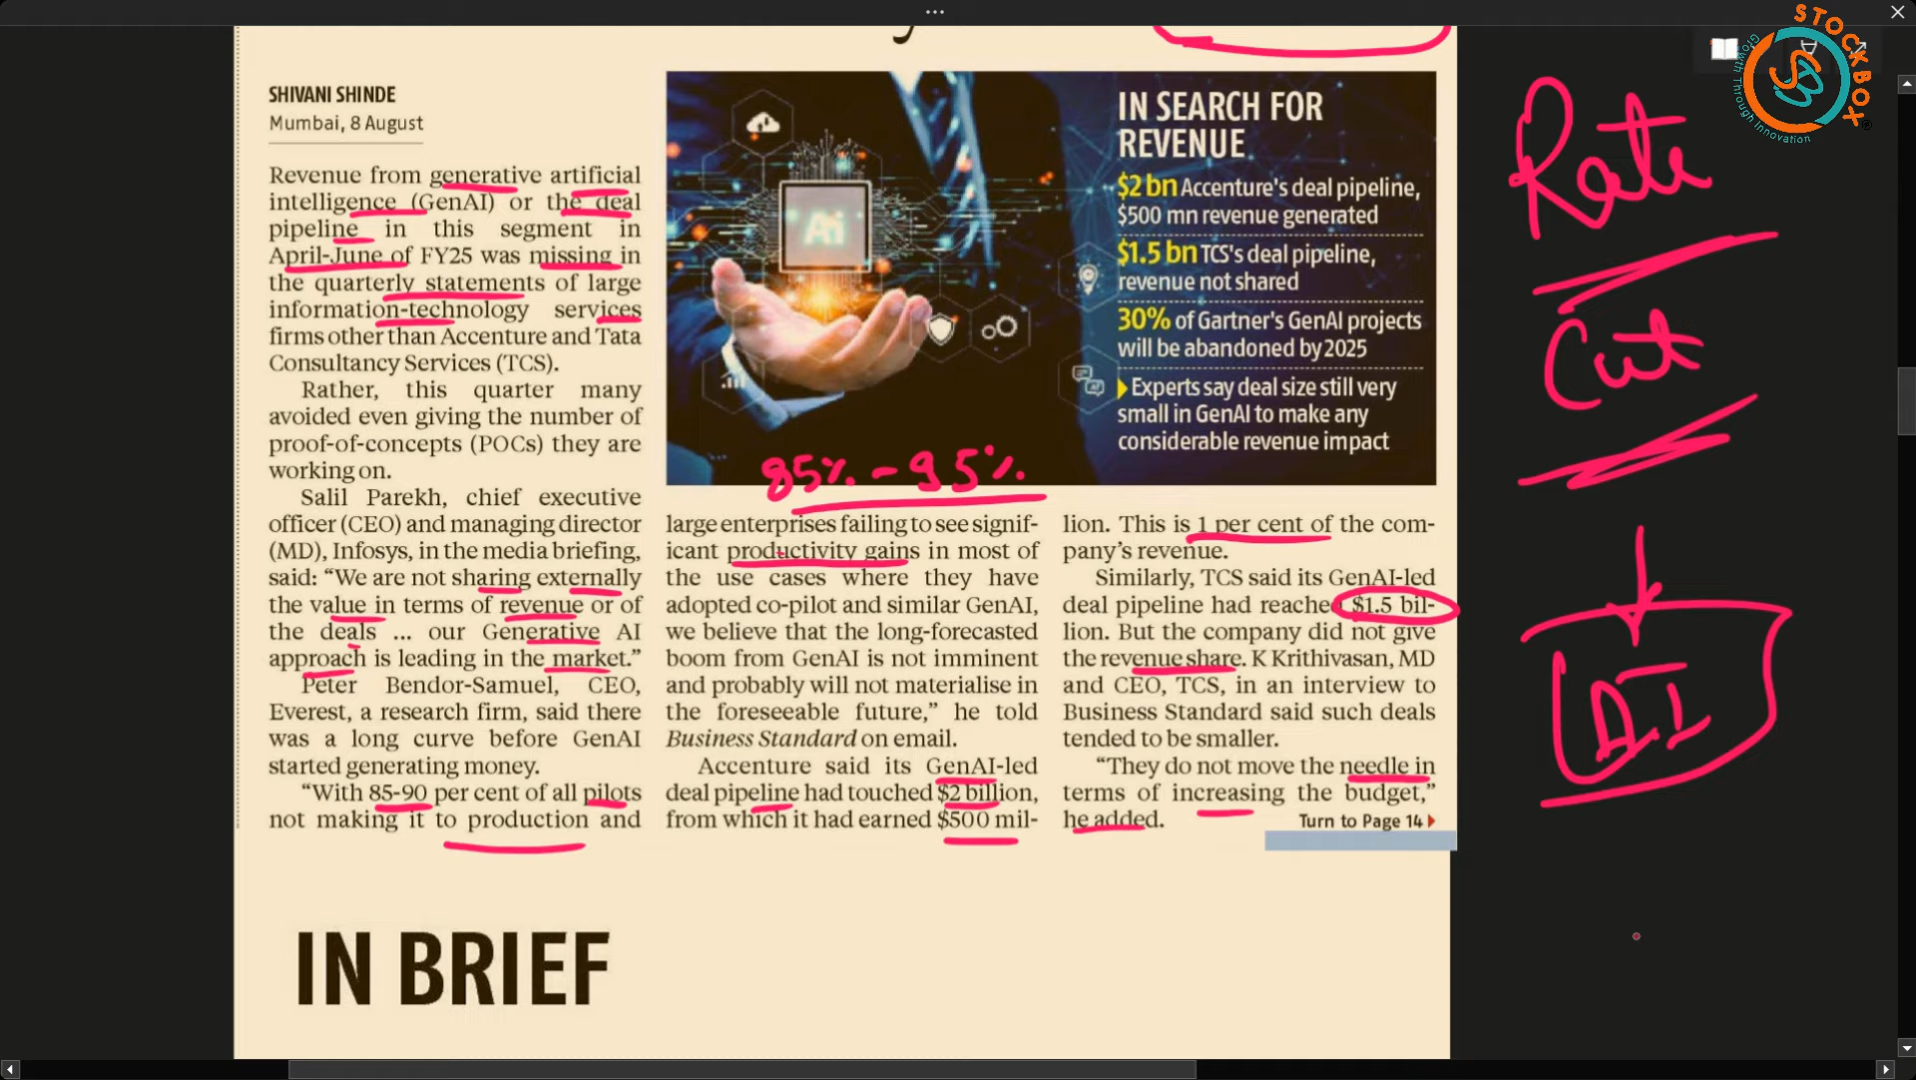 SHIVANI SHINDE
Mumbai, 8 August
Revenue from generative artificial
intelligence (GenAI) or the deal
pipeline in this segment in
April-June of FY25 was missing in
the quarterly statements of large
information-technology services
firms other than Accenture and Tata
Consultancy Services (TCS).
Rather, this quarter many
avoided even giving the number of
proof-of-concepts (POCs) they are
working on.
Salil Parekh, chief executive
officer (CEO) and managing director
(MD), Infosys, in the media briefing,
said: “We are not sharing externally
the value in terms of revenue or of
the deals ... our Generative AI
approach is leading in the market.”
Peter Bendor-Samuel, CEO,
Everest, a research firm, said there
was a long curve before GenAI
started generating money.
“With 85-90 per cent of all pilots
not making it to production and
Ai
IN SEARCH FOR
REVENUE
$2 bn Accenture's deal pipeline,
$500 mn revenue generated
$1.5 bn TCS's deal pipeline,
revenue not shared
30% of Gartner's GenAI projects
will be abandoned by 2025
Experts say deal size still very
small in GenAI to make any
considerable revenue impact
85% - 95%
large enterprises failing to see signif-
icant productivity gains in most of
the use cases where they have
adopted co-pilot and similar GenAI,
we believe that the long-forecasted
boom from GenAI is not imminent
and probably will not materialise in
the foreseeable future,” he told
Business Standard on email.
Accenture said its GenAI-led
deal pipeline had touched $2 billion,
from which it had earned $500 mil-
lion. This is 1 per cent of the com-
pany’s revenue.
Similarly, TCS said its GenAI-led
deal pipeline had reached $1.5 bil-
lion. But the company did not give
the revenue share. K Krithivasan, MD
and CEO, TCS, in an interview to
Business Standard said such deals
tended to be smaller.
“They do not move the needle in
terms of increasing the budget,”
he added.
Turn to Page 14
IN BRIEF
STOCKBOX
Growth Through Innovation
Rate
Cut
AI